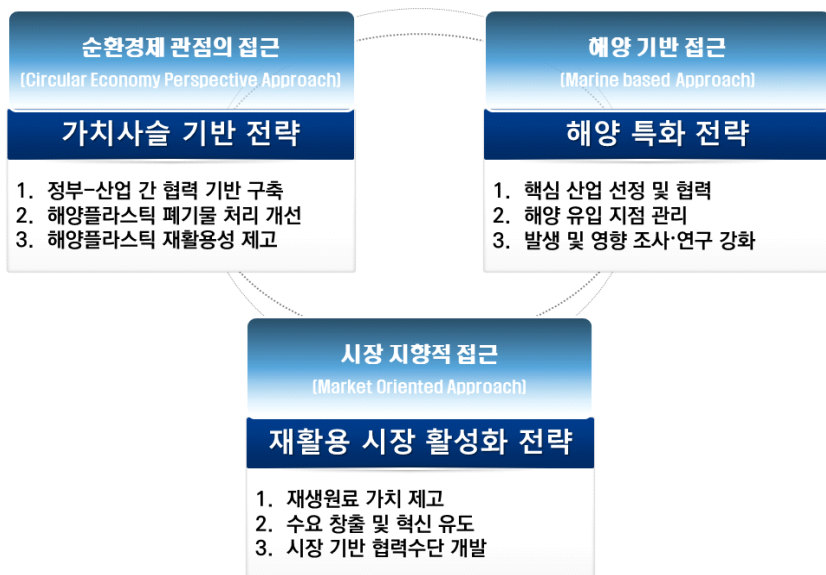 순환경제 관점의 접근
(Circular Economy Perspective Approach)
가치사슬 기반 전략
1. 정부-산업 간 협력 기반 구축
2. 해양플라스틱 폐기물 처리 개선
3. 해양플라스틱 재활용성 제고
해양 기반 접근
(Marine based Approach)
해양 특화 전략
1. 핵심 산업 선정 및 협력
2. 해양 유입 지점 관리
3. 발생 및 영향 조사·연구 강화
시장 지향적 접근
(Market Oriented Approach)
재활용 시장 활성화 전략
1. 재생원료 가치 제고
2. 수요 창출 및 혁신 유도
3. 시장 기반 협력수단 개발